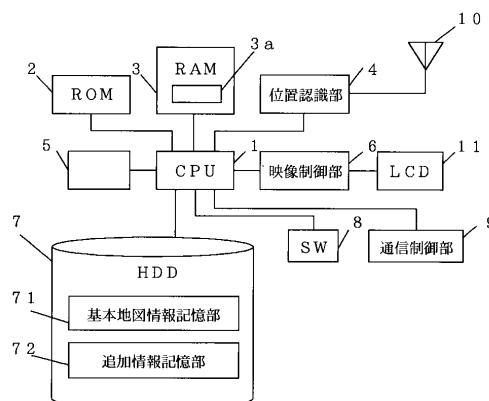 10
3a
2
3
RAM
4
ROM
位置認識部
5
1
6
11
CPU
映像制御部
LCD
7
8
9
SW
通信制御部
HDD
71
基本地図情報記憶部
72
追加情報記憶部